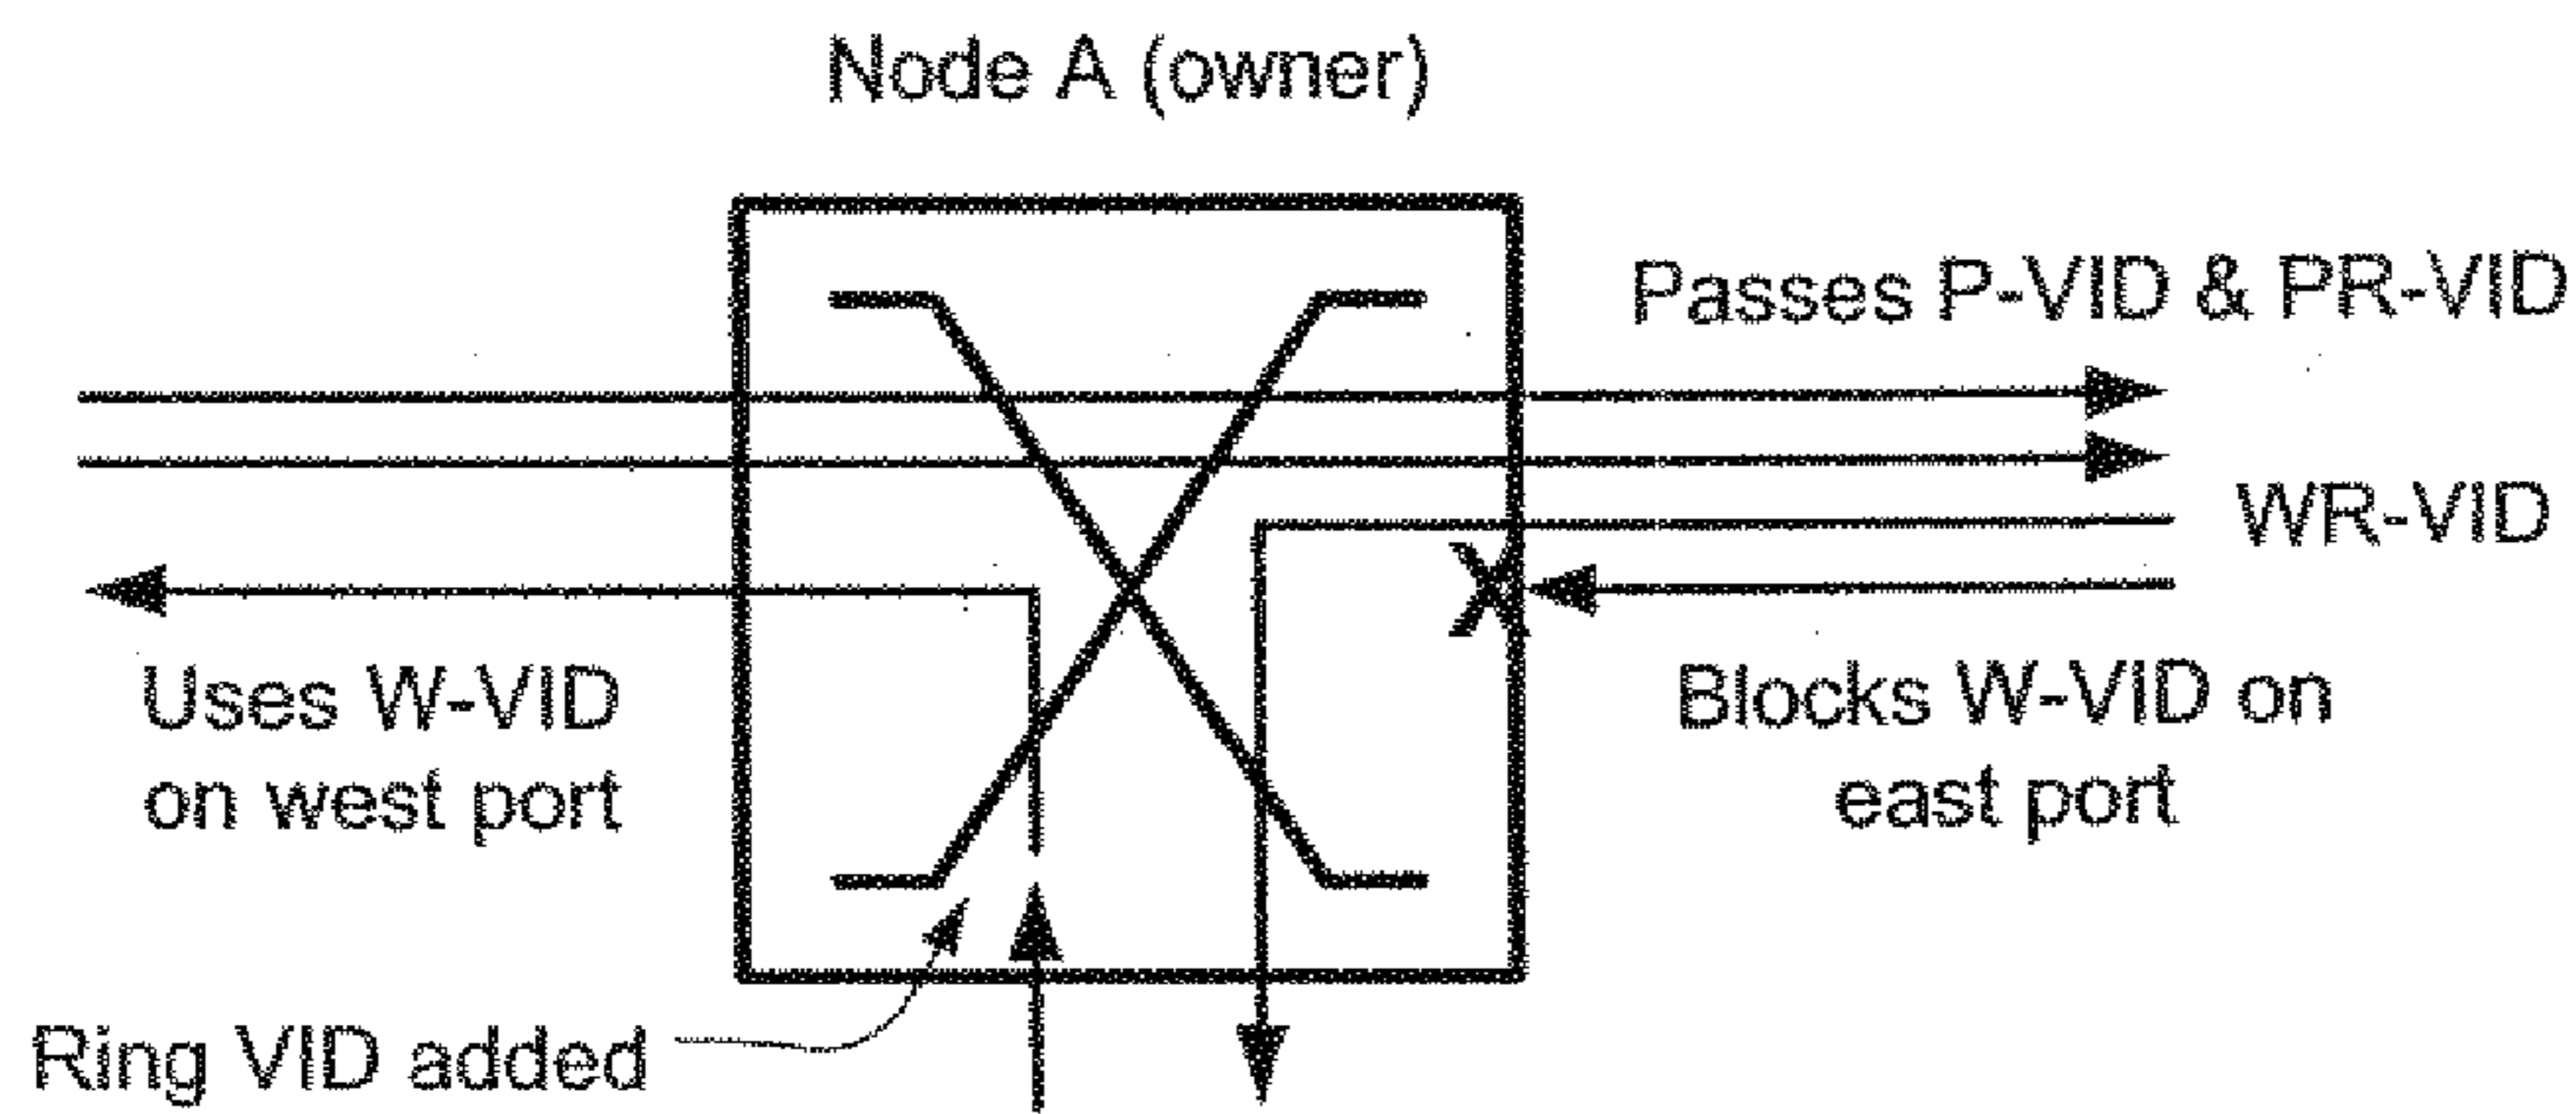 Node A (owner)
Passes P-VID & PR-VID
WR-VID
Uses W-VID
on west port
Blocks W-VID on
east port
Ring VID added